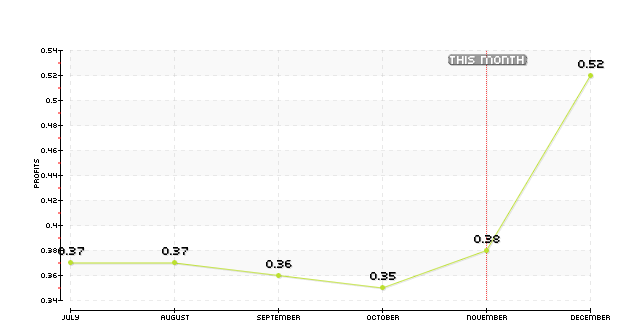 0.54
THIS MONTH
0.52
0.52
0.5
0.48
0.46
0.44
0.42
0.4
0.38
0.36
0.34
PROFITS
0.37
0.37
0.36
0.35
0.38
JULY
AUGUST
SEPTEMBER
OCTOBER
NOVEMBER
DECEMBER